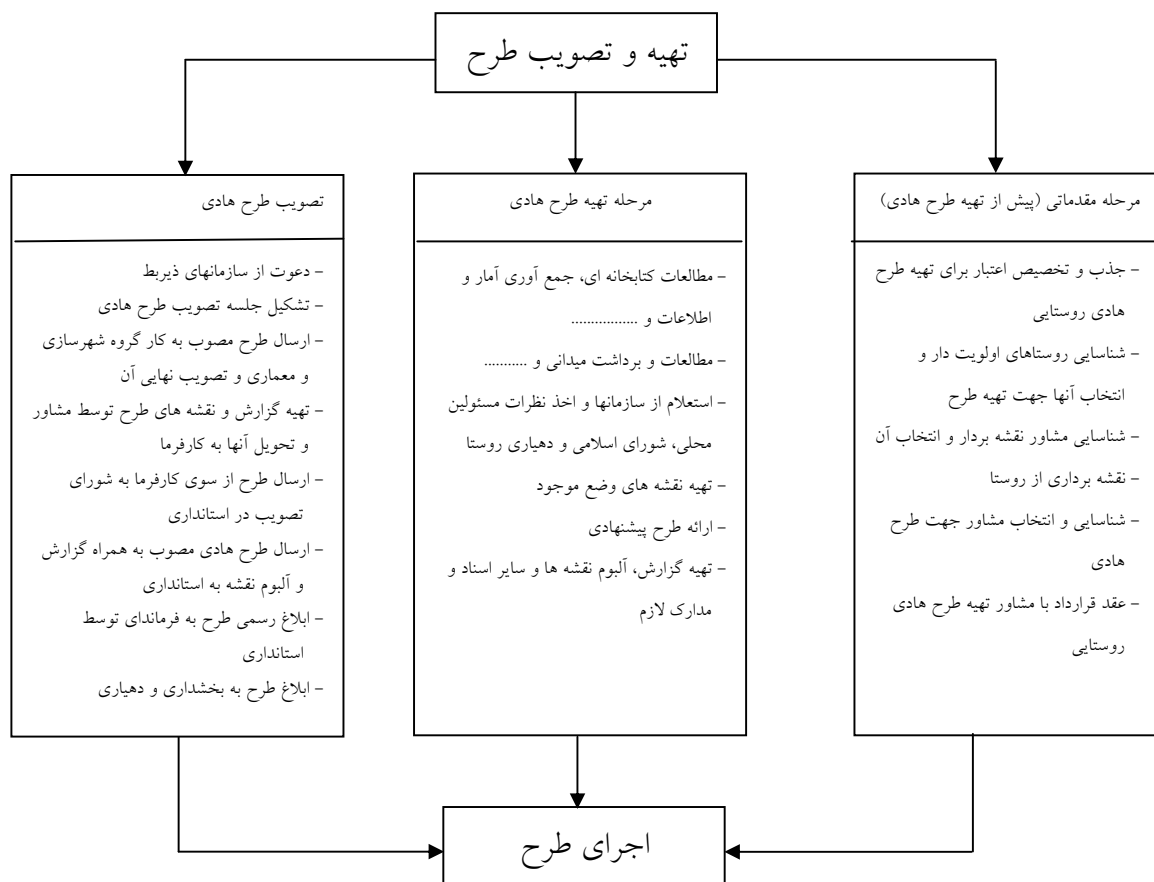 تهیه و تصویب طرح
مرحله مقدماتی (پیش از تهیه طرح هادی)
- جذب و تخصیص اعتبار برای تهیه طرح
هادی روستایی
- شناسایی روستاهای اولویت دار و
انتخاب آنها جهت تهیه طرح
- شناسایی مشاور نقشه بردار و انتخاب آن
نقشه برداری از روستا
- شناسایی و انتخاب مشاور جهت طرح
هادی
- عقد قرارداد با مشاور تهیه طرح هادی
روستایی
مرحله تهیه طرح هادی
- مطالعات کتابخانه ای، جمع آوری آمار و
اطلاعات و .................
- مطالعات و برداشت میدانی و ...........
- استعلام از سازمانها و اخذ نظرات مسئولین
محلی، شورای اسلامی و دهیاری روستا
- تهیه نقشه های وضع موجود
- ارائه طرح پیشنهادی
- تهیه گزارش، آلبوم نقشه ها و سایر اسناد و
مدارک لازم
تصویب طرح هادی
- دعوت از سازمانهای ذیربط
- تشکیل جلسه تصویب طرح هادی
- ارسال طرح مصوب به کار گروه شهرسازی
و معماری و تصویب نهایی آن
- تهیه گزارش و نقشه های طرح توسط مشاور
و تحویل آنها به کارفرما
- ارسال طرح از سوی کارفرما به شورای
تصویب در استانداری
- ارسال طرح هادی مصوب به همراه گزارش
و آلبوم نقشه به استانداری
- ابلاغ رسمی طرح به فرماندای توسط
استانداری
- ابلاغ طرح به بخشداری و دهیاری
اجرای طرح